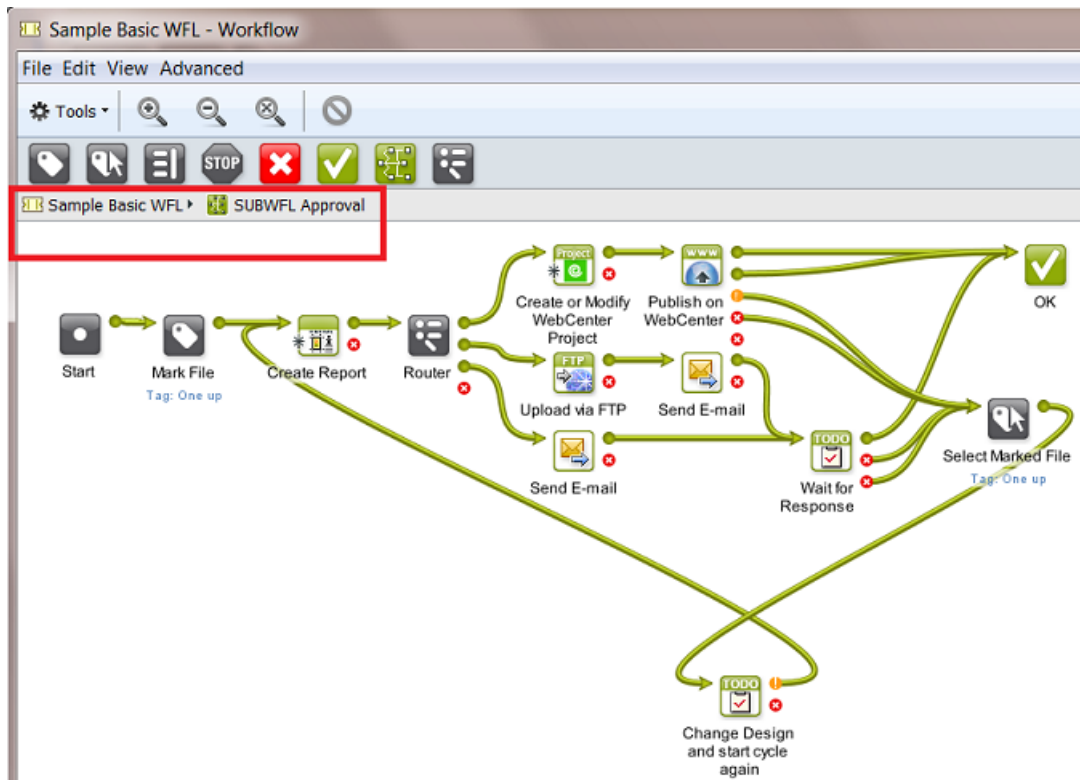 Sample Basic WFL - Workflow
File Edit View Advanced
Tools
STOP
Sample Basic WFL
SUBWFL Approval
Project
WWW
Create or Modify
WebCenter
Project
Publish on
WebCenter
OK
Start
Mark File
Tag: One up
Create Report
Router
FTP
Upload via FTP
Send E-mail
Send E-mail
TODO
Wait for
Response
Select Marked File
Tag: One up
TODO
Change Design
and start cycle
again